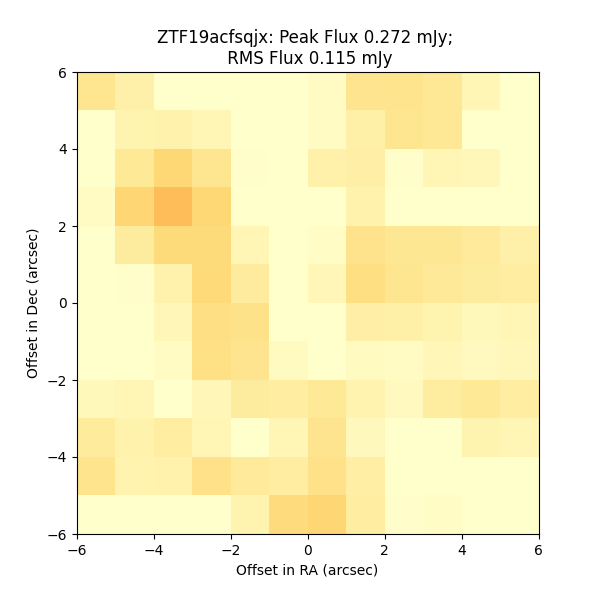 ZTF19acfsqjx: Peak Flux 0.272 mJy;
RMS Flux 0.115 mJy
6
4
2
0
−2
−4
−6
Offset in Dec (arcsec)
−6 −4 −2 0 2 4 6
Offset in RA (arcsec)